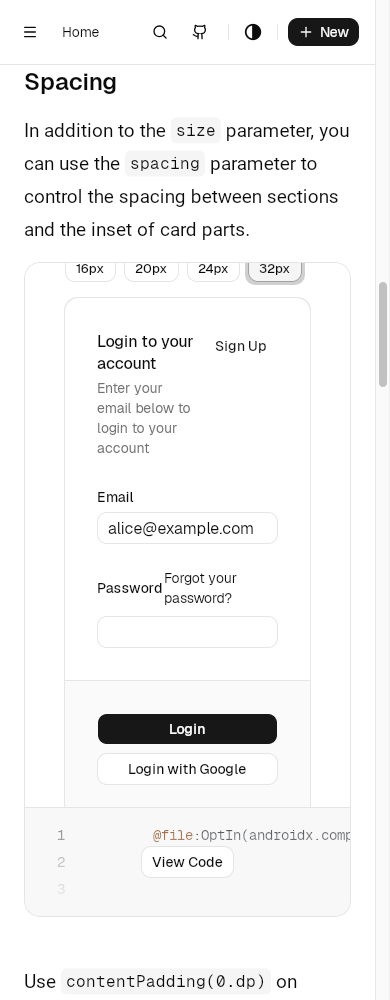 Home
New
Spacing
In addition to the size parameter, you
can use the spacing parameter to
control the spacing between sections
and the inset of card parts.
16px 20px 24px 32px
Login to your
account
Sign Up
Enter your
email below to
login to your
account
Email
alice@example.com
Password
Forgot your
password?
Login
Login with Google
1 @file:OptIn(androidx.comp
2
View Code
3
Use contentPadding(0.dp) on